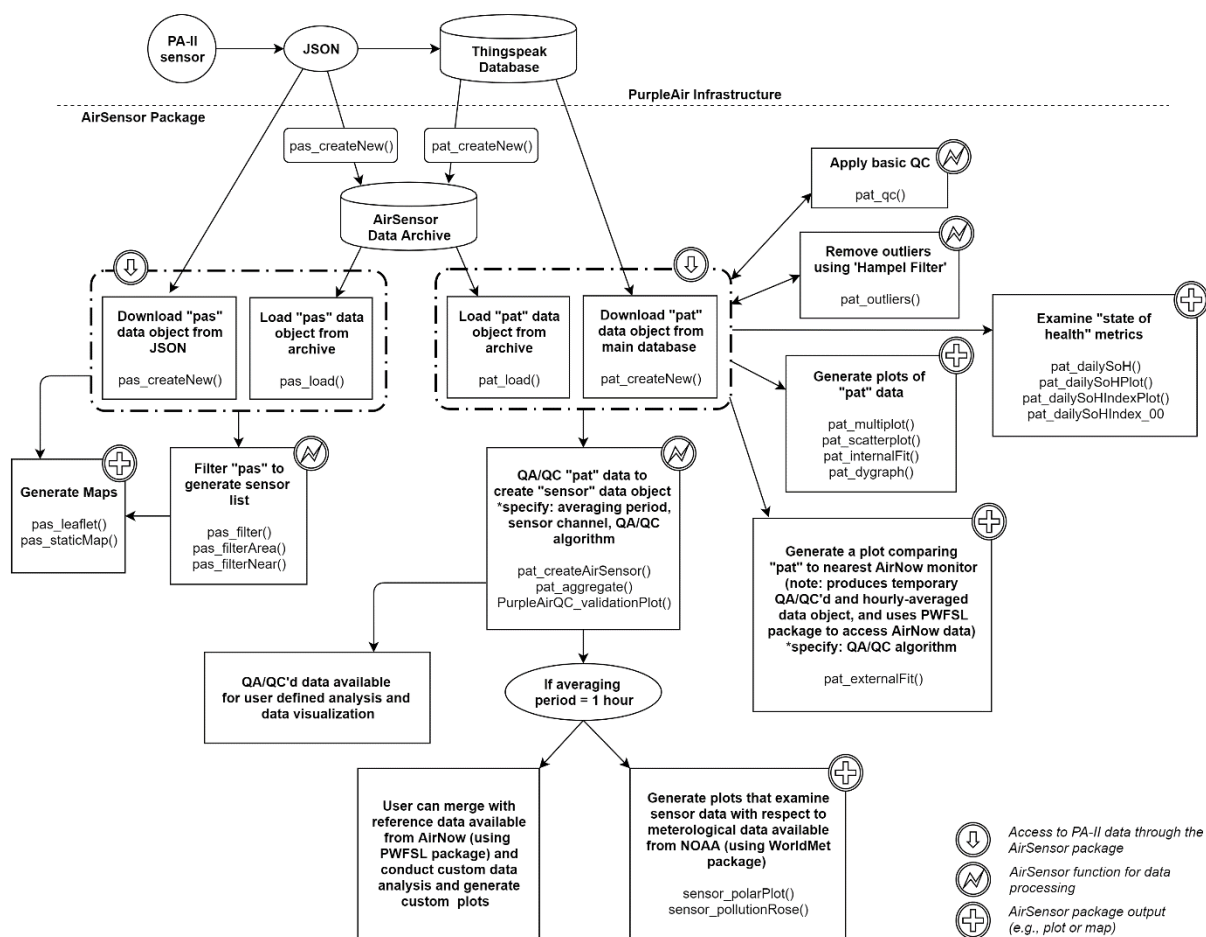 PA-II
sensor
JSON
Thingspeak
Database
PurpleAir Infrastructure
AirSensor Package
pas_createNew()
pat_createNew()
AirSensor
Data Archive
Apply basic QC
pat_qc()
Remove outliers
using 'Hampel Filter'
pat_outliers()
Download "pas"
data object from
JSON
pas_createNew()
Load "pas" data
object from
archive
pas_load()
Load "pat" data
object from
archive
pat_load()
Download "pat"
data object from
main database
pat_createNew()
Examine "state of
health" metrics
pat_dailySoH()
pat_dailySoHPlot()
pat_dailySoHIndexPlot()
pat_dailySoHIndex_00
Generate plots of
"pat" data
pat_multiplot()
pat_scatterplot()
pat_internalFit()
pat_dygraph()
Generate Maps
pas_leaflet()
pas_staticMap()
Filter "pas" to
generate sensor
list
pas_filter()
pas_filterArea()
pas_filterNear()
QA/QC "pat" data to
create "sensor" data object
*specify: averaging period,
sensor channel, QA/QC
algorithm
pat_createAirSensor()
pat_aggregate()
PurpleAirQC_validationPlot()
Generate a plot comparing
"pat" to nearest AirNow monitor
(note: produces temporary
QA/QC'd and hourly-averaged
data object, and uses PWFSL
package to access AirNow data)
*specify: QA/QC algorithm
pat_externalFit()
QA/QC'd data available
for user defined analysis and
data visualization
If averaging
period = 1 hour
User can merge with
reference data available
from AirNow (using
PWFSL package) and
conduct custom data
analysis and generate
custom plots
Generate plots that examine
sensor data with respect to
meterological data available
from NOAA (using WorldMet
package)
sensor_polarPlot()
sensor_pollutionRose()
Access to PA-II data through the
AirSensor package
AirSensor function for data
processing
AirSensor package output
(e.g., plot or map)